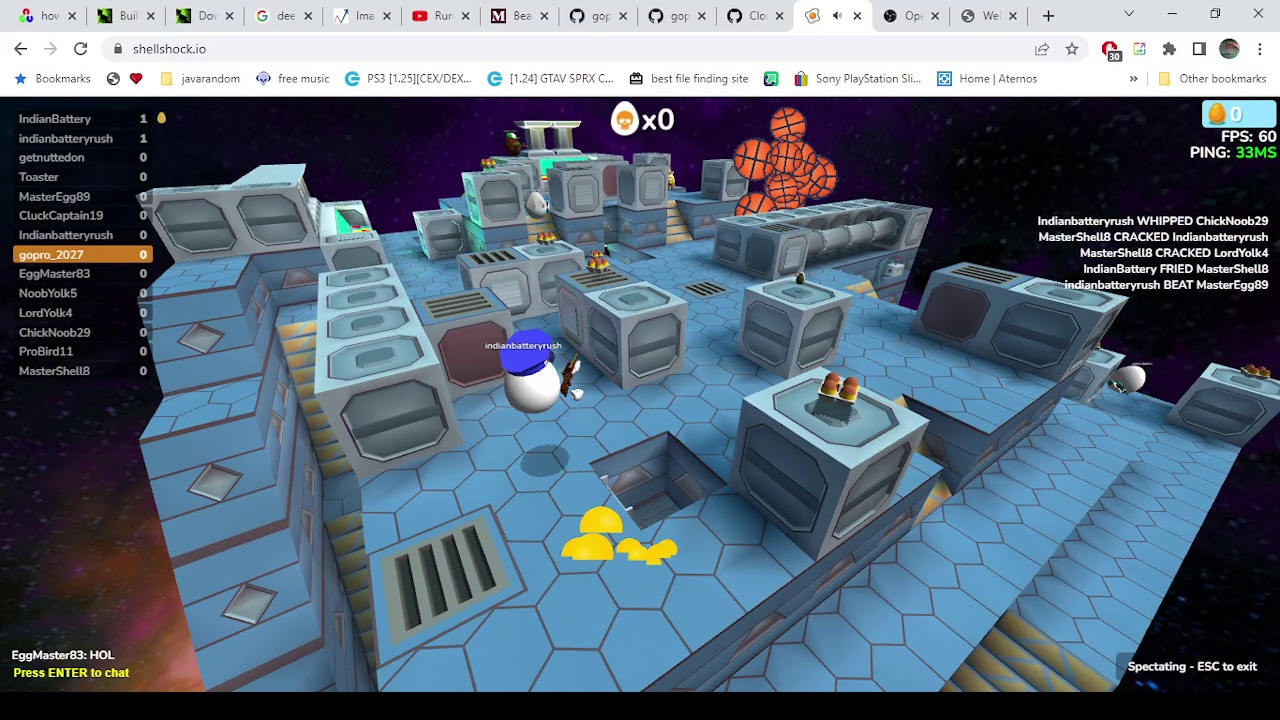 how
Buil
Dov
dee
Ima
Run
Bea
gop
gop
Clo
Ope
Wel
shellshock.io
30
Bookmarks
javarandom
free music
PS3 [1.25][CEX/DEX...
[1.24] GTAV SPRX C...
best file finding site
Sony PlayStation Sli...
Home | Aternos
»
Other bookmarks
IndianBattery 1
indianbatteryrush 1
getnuttedon 0
Toaster 0
MasterEgg89 0
CluckCaptain19 0
Indianbatteryrush 0
gopro_2027 0
EggMaster83 0
NoobYolk5 0
LordYolk4 0
ChickNoob29 0
ProBird11 0
MasterShell8 0
x0
0
FPS: 60
PING: 33MS
Indianbatteryrush WHIPPED ChickNoob29
MasterShell8 CRACKED Indianbatteryrush
MasterShell8 CRACKED LordYolk4
IndianBattery FRIED MasterShell8
indianbatteryrush BEAT MasterEgg89
indianbatteryrush
EggMaster83: HOL
Press ENTER to chat
Spectating - ESC to exit